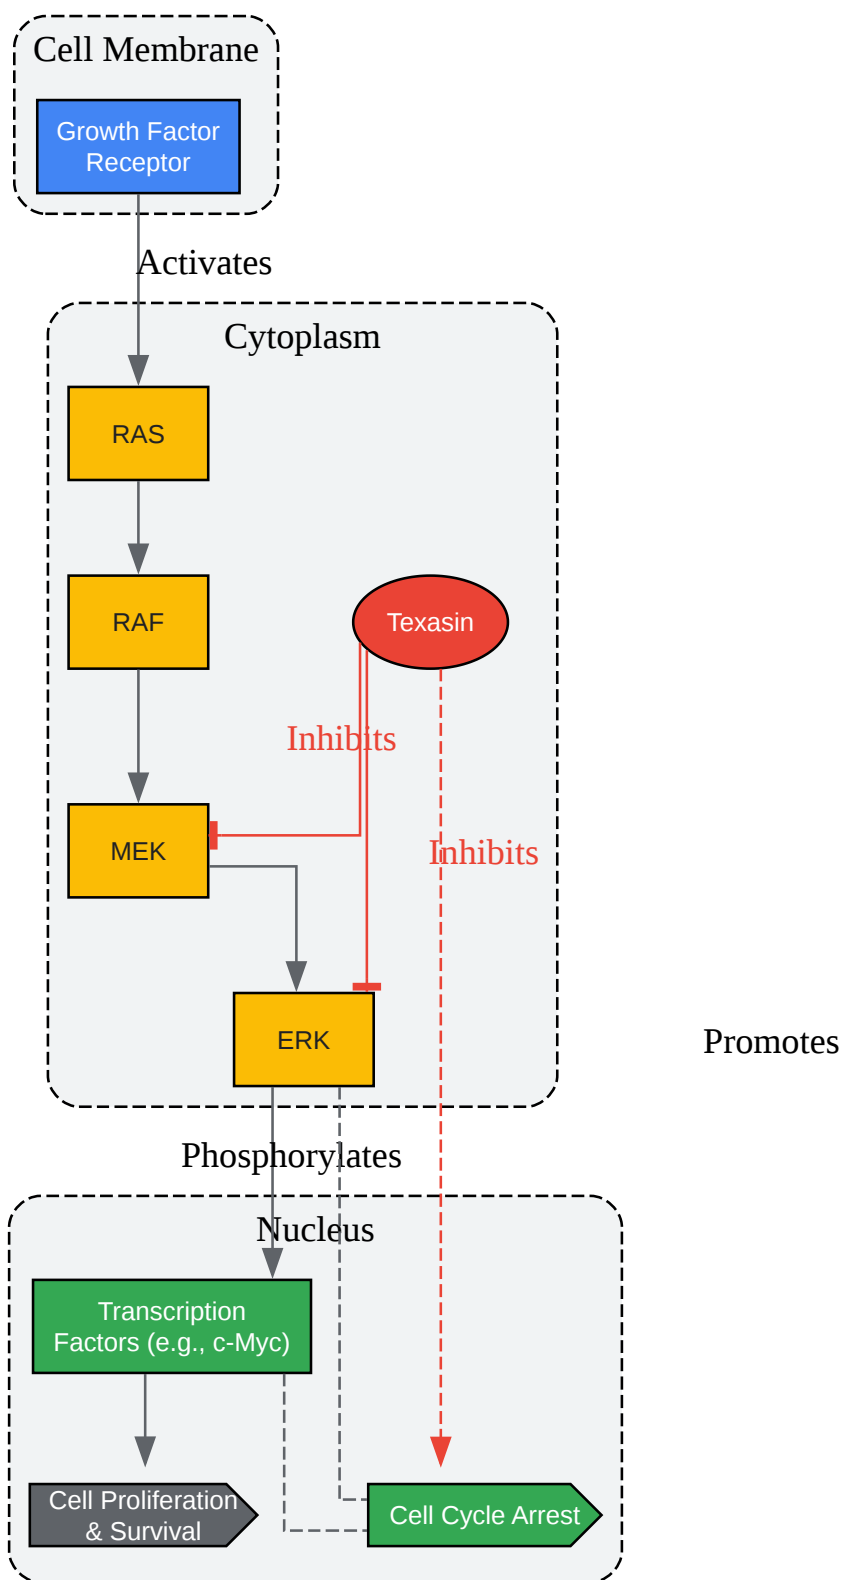 Cell Membrane
Growth Factor
Receptor
Activates
Cytoplasm
RAS
RAF
Texasin
Inhibits
MEK
Inhibits
ERK
Promotes
Phosphorylates
Nucleus
Transcription
Factors (e.g., c-Myc)
Cell Proliferation
& Survival
Cell Cycle Arrest